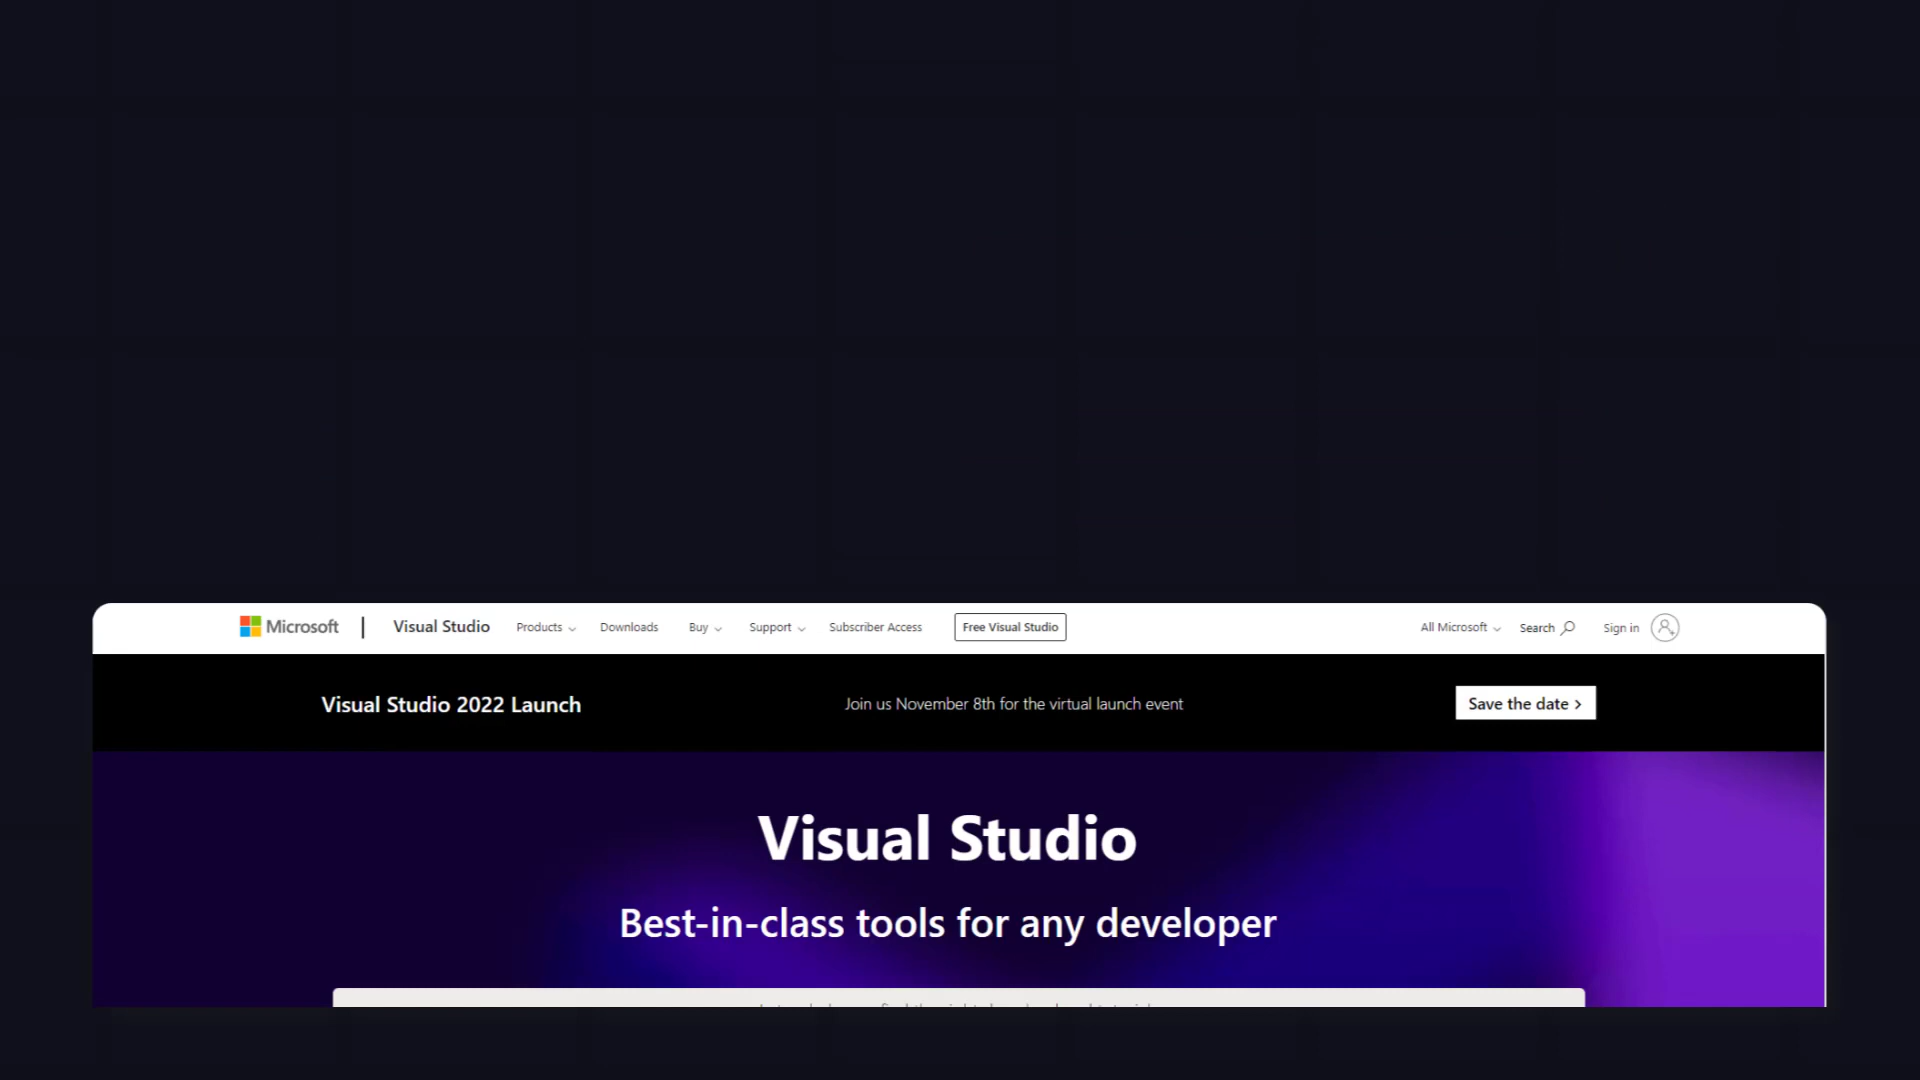 Microsoft | Visual Studio Products Downloads Buy Support Subscriber Access Free Visual Studio All Microsoft Search Sign in
Visual Studio 2022 Launch Join us November 8th for the virtual launch event Save the date >
Visual Studio
Best-in-class tools for any developer